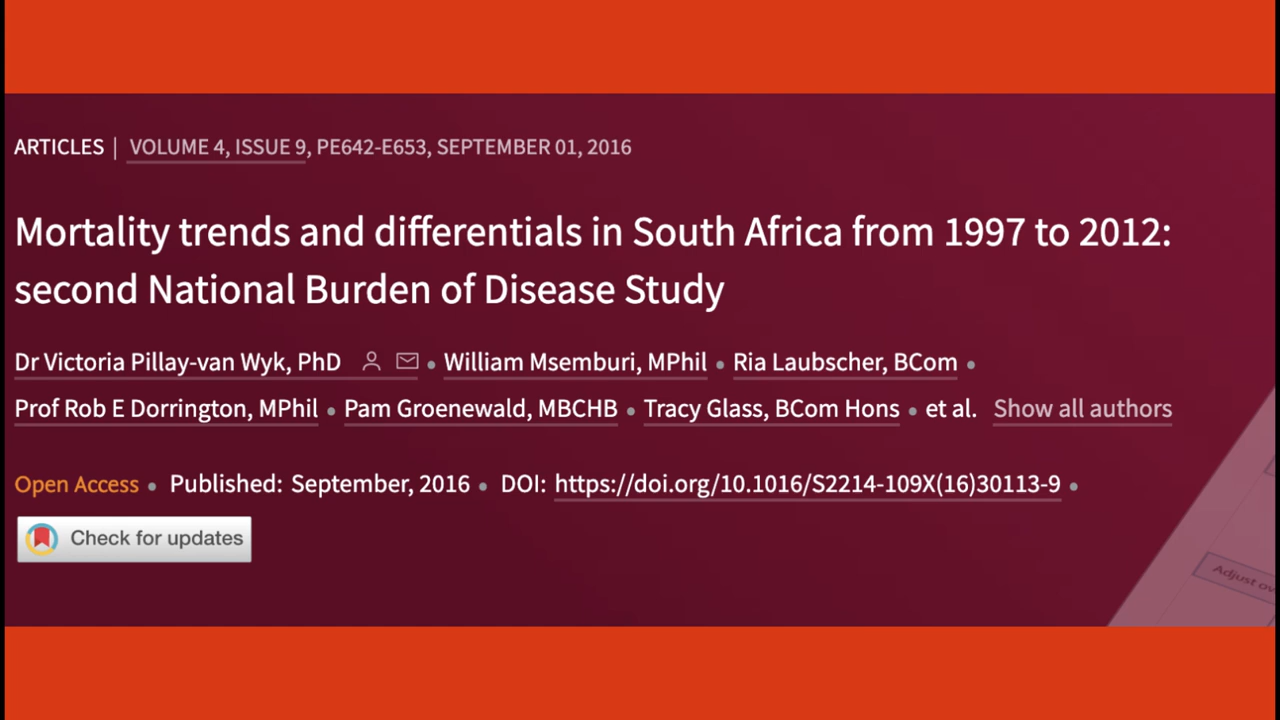 ARTICLES | VOLUME 4, ISSUE 9, PE642-E653, SEPTEMBER 01, 2016
Mortality trends and differentials in South Africa from 1997 to 2012:
second National Burden of Disease Study
Dr Victoria Pillay-van Wyk, PhD • William Msemburi, MPhil • Ria Laubscher, BCom •
Prof Rob E Dorrington, MPhil • Pam Groenewald, MBCHB • Tracy Glass, BCom Hons • et al. Show all authors
Open Access • Published: September, 2016 • DOI: https://doi.org/10.1016/S2214-109X(16)30113-9 •
Check for updates
Adjust